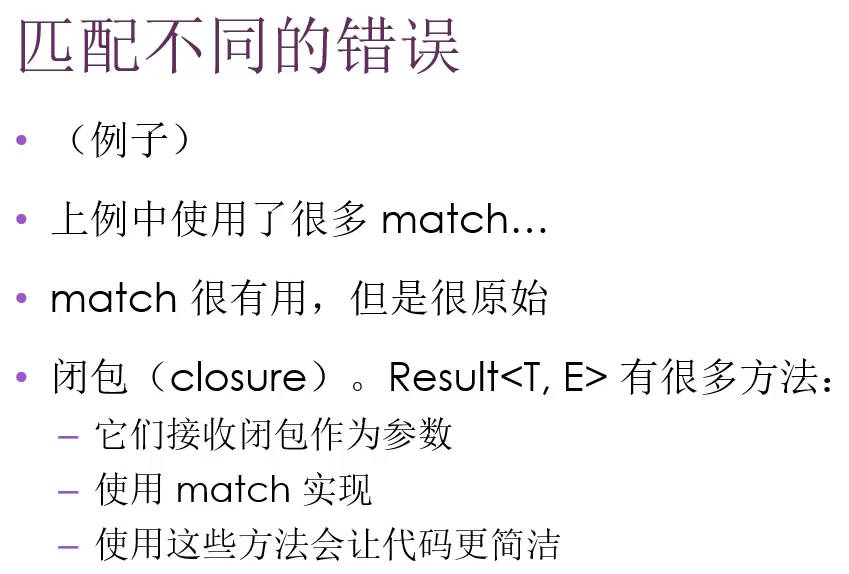 匹配不同的错误
• （例子）
• 上例中使用了很多 match…
• match 很有用，但是很原始
• 闭包（closure）。Result<T, E> 有很多方法：
– 它们接收闭包作为参数
– 使用 match 实现
– 使用这些方法会让代码更简洁